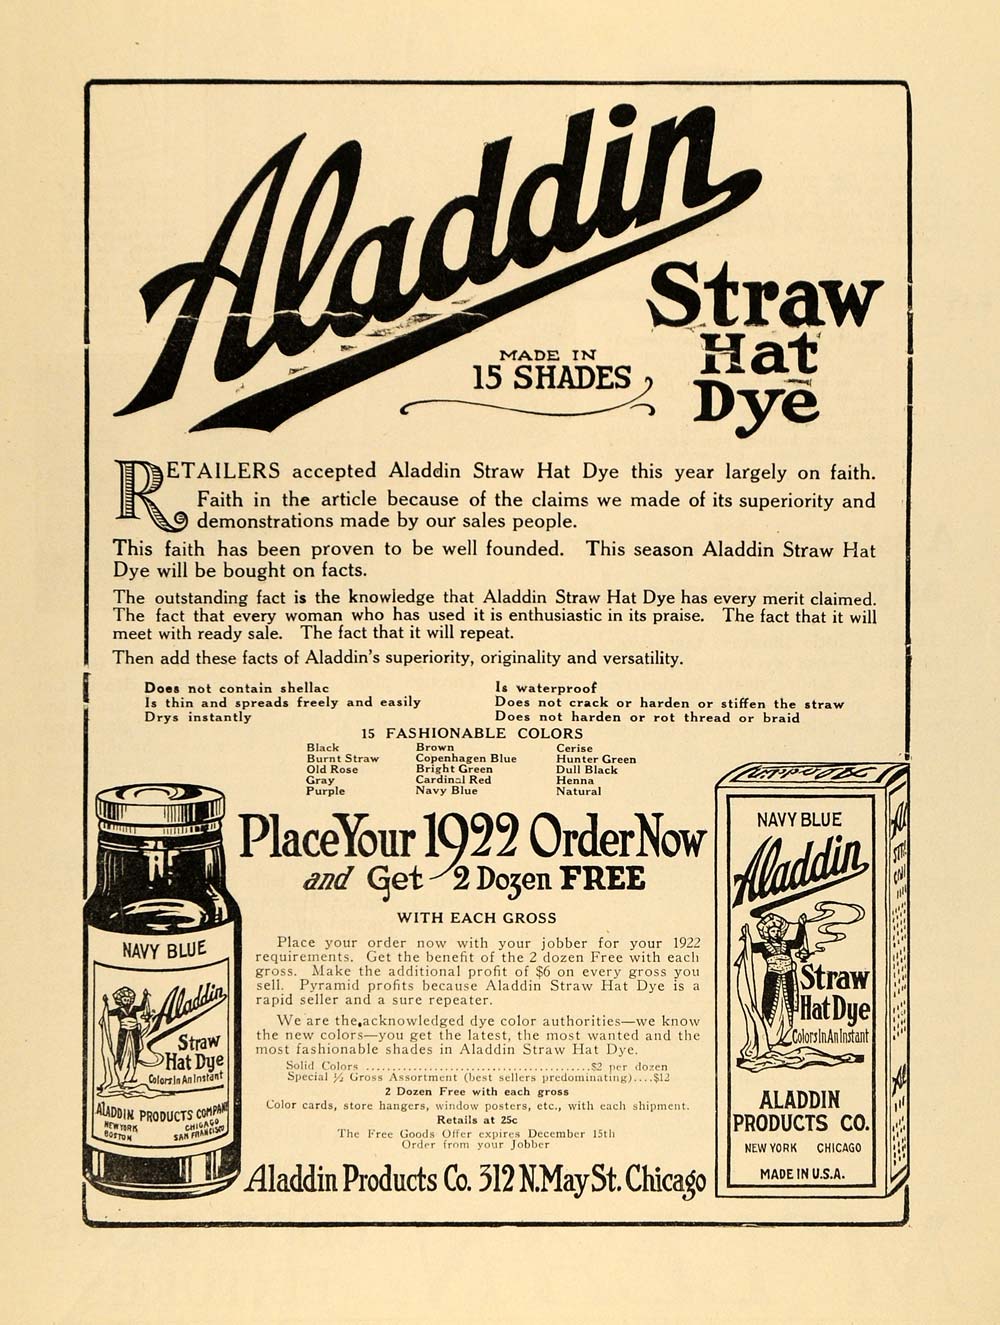 Aladdin
Straw
Hat
Dye
MADE IN
15 SHADES
RETAILERS accepted Aladdin Straw Hat Dye this year largely on faith.
Faith in the article because of the claims we made of its superiority and
demonstrations made by our sales people.
This faith has been proven to be well founded. This season Aladdin Straw Hat
Dye will be bought on facts.
The outstanding fact is the knowledge that Aladdin Straw Hat Dye has every merit claimed.
The fact that every woman who has used it is enthusiastic in its praise. The fact that it will
meet with ready sale. The fact that it will repeat.
Then add these facts of Aladdin's superiority, originality and versatility.
Does not contain shellac
Is thin and spreads freely and easily
Drys instantly
Is waterproof
Does not crack or harden or stiffen the straw
Does not harden or rot thread or braid
15 FASHIONABLE COLORS
Black
Burnt Straw
Old Rose
Gray
Purple
Brown
Copenhagen Blue
Bright Green
Cardinal Red
Navy Blue
Cerise
Hunter Green
Dull Black
Henna
Natural
Place Your 1922 Order Now
and Get 2 Dozen FREE
WITH EACH GROSS
Place your order now with your jobber for your 1922
requirements. Get the benefit of the 2 dozen Free with each
gross. Make the additional profit of $6 on every gross you
sell. Pyramid profits because Aladdin Straw Hat Dye is a
rapid seller and a sure repeater.
We are the acknowledged dye color authorities—we know
the new colors—you get the latest, the most wanted and the
most fashionable shades in Aladdin Straw Hat Dye.
Solid Colors ........................................$2 per dozen
Special ½ Gross Assortment (best sellers predominating)....$12
2 Dozen Free with each gross
Color cards, store hangers, window posters, etc., with each shipment.
Retails at 25c
The Free Goods Offer expires December 15th
Order from your Jobber
Aladdin Products Co. 312 N. May St. Chicago
NAVY BLUE
Aladdin
Straw
Hat Dye
Colors In An Instant
ALADDIN PRODUCTS COMPANY
NEW YORK
BOSTON
CHICAGO
SAN FRANCISCO
Aladdin
NAVY BLUE
Aladdin
Straw
Hat Dye
Colors In An Instant
ALADDIN
PRODUCTS CO.
NEW YORK CHICAGO
MADE IN U.S.A.